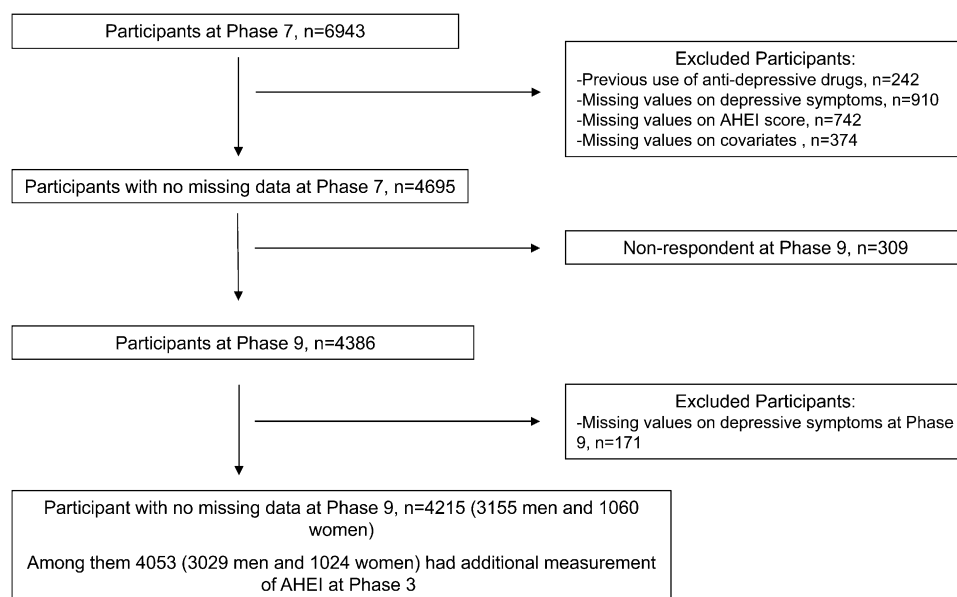 Participants at Phase 7, n=6943
Excluded Participants:
-Previous use of anti-depressive drugs, n=242
-Missing values on depressive symptoms, n=910
-Missing values on AHEI score, n=742
-Missing values on covariates , n=374
Participants with no missing data at Phase 7, n=4695
Non-respondent at Phase 9, n=309
Participants at Phase 9, n=4386
Excluded Participants:
-Missing values on depressive symptoms at Phase
9, n=171
Participant with no missing data at Phase 9, n=4215 (3155 men and 1060
women)
Among them 4053 (3029 men and 1024 women) had additional measurement
of AHEI at Phase 3